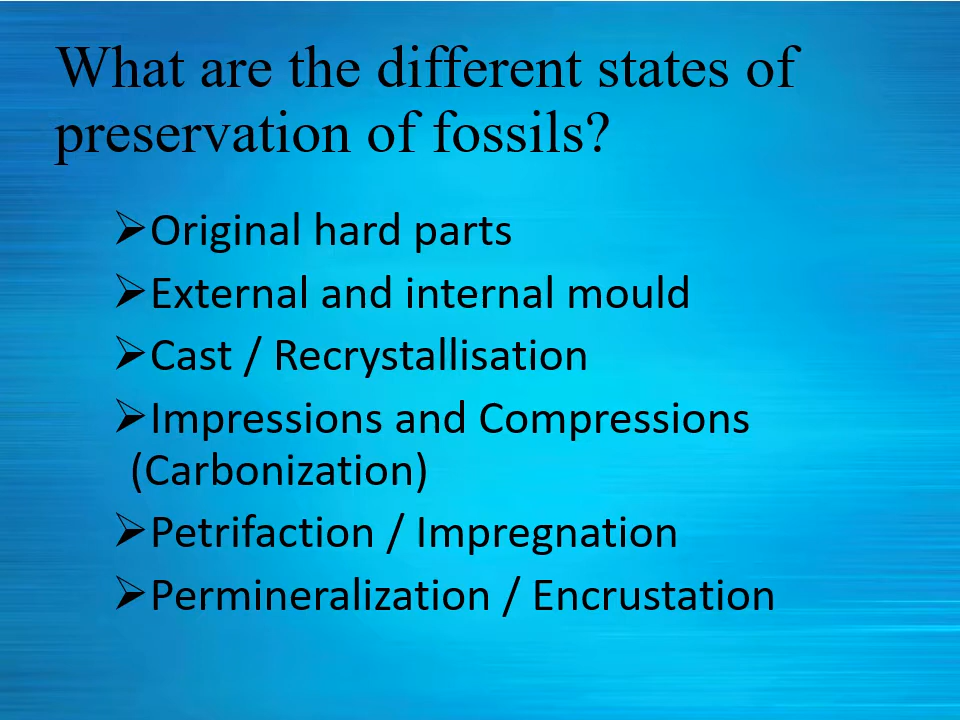 What are the different states of
preservation of fossils?
➢Original hard parts
➢External and internal mould
➢Cast / Recrystallisation
➢Impressions and Compressions
(Carbonization)
➢Petrifaction / Impregnation
➢Permineralization / Encrustation